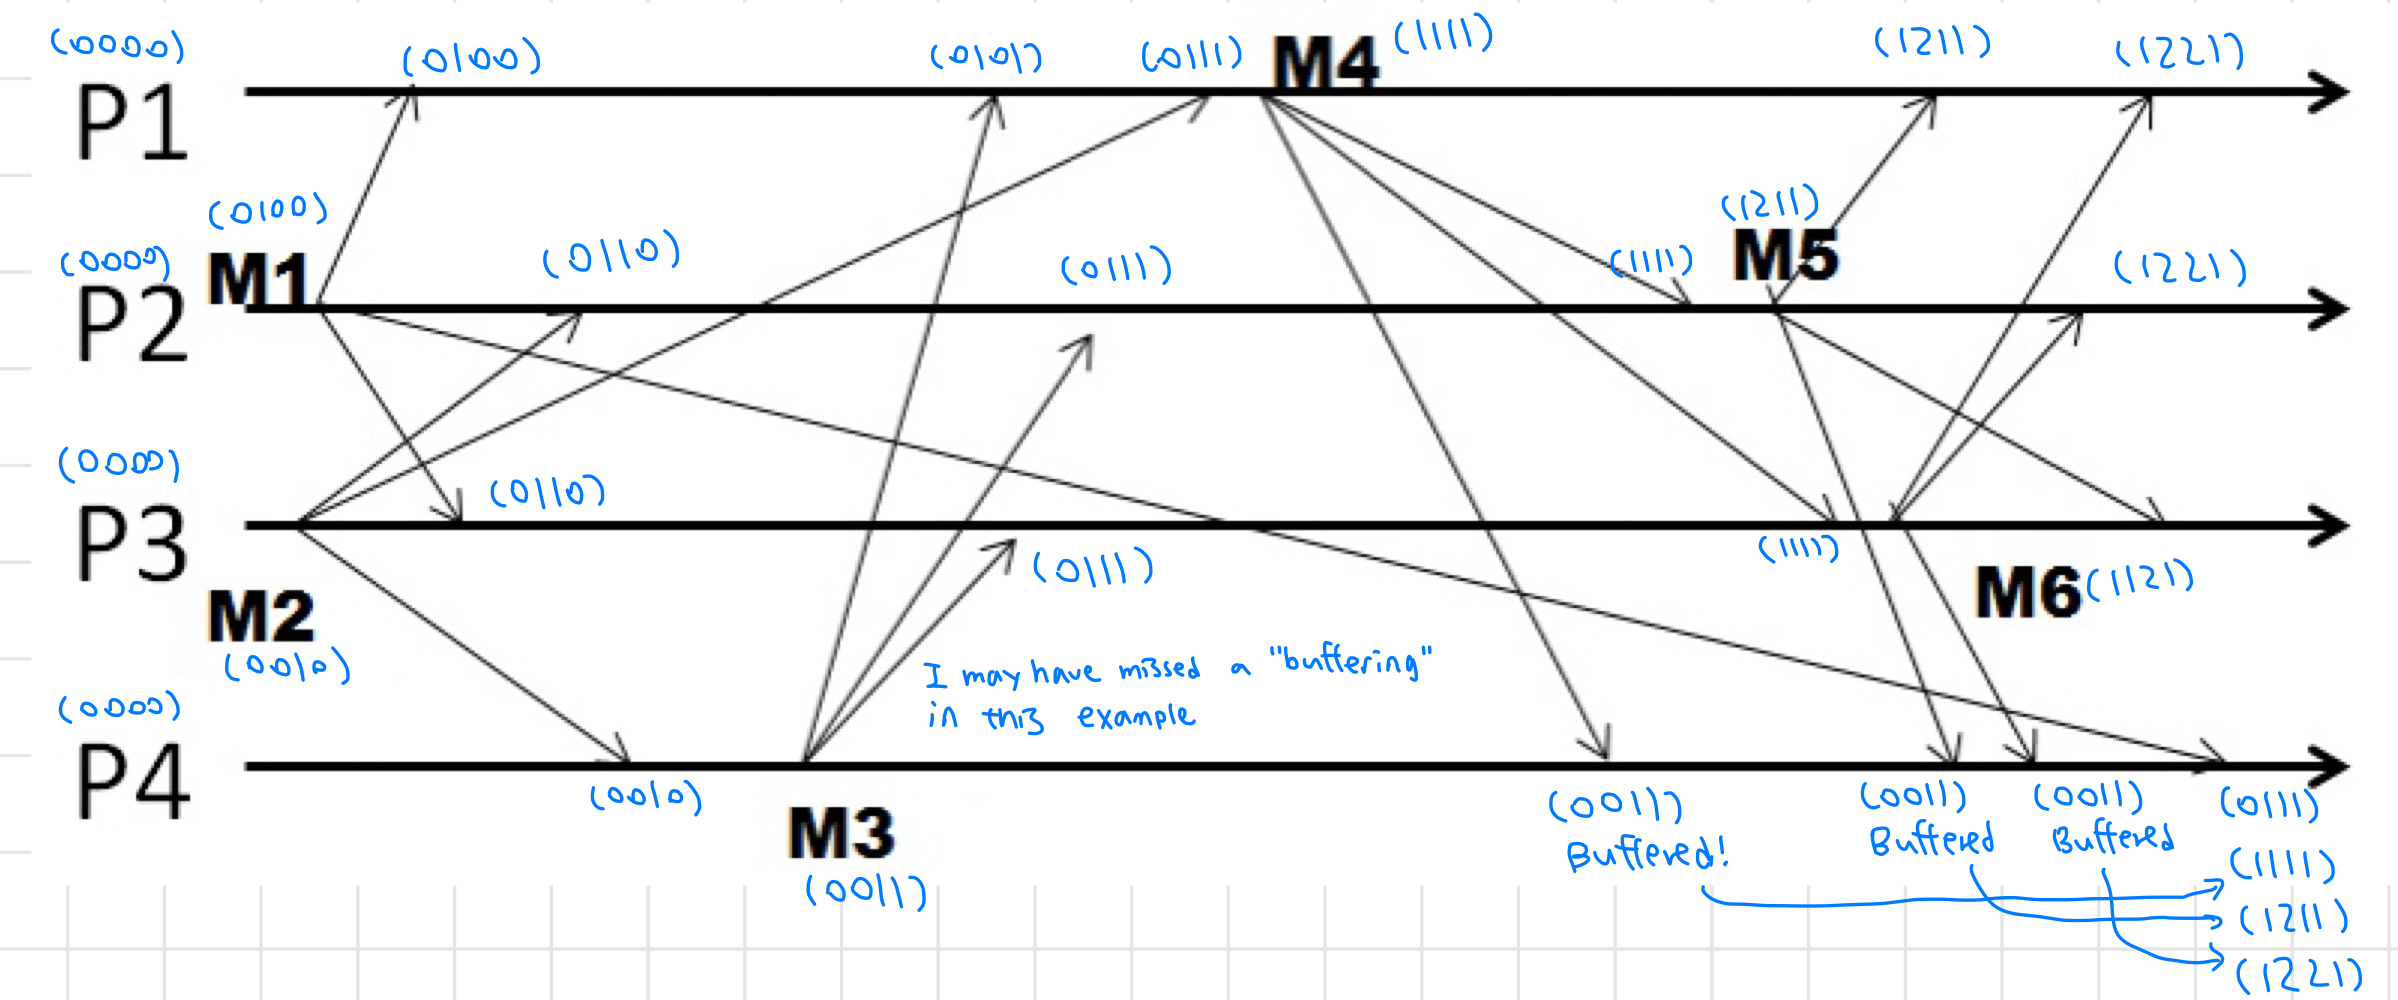 (0000)
(0100)
(0101)
(0111)
M4
(1111)
(1211)
(1221)
P1
(0100)
(1211)
(0000)
M1
(0110)
(0111)
(1111)
M5
(1221)
P2
(0000)
(0110)
P3
(0111)
(1111)
M6
(1121)
M2
(0010)
I may have missed a "buffering"
in this example
(0000)
P4
(0010)
M3
(0011)
(0011)
Buffered!
(0011)
Buffered
(0011)
Buffered
(0111)
(1111)
(1211)
(1221)